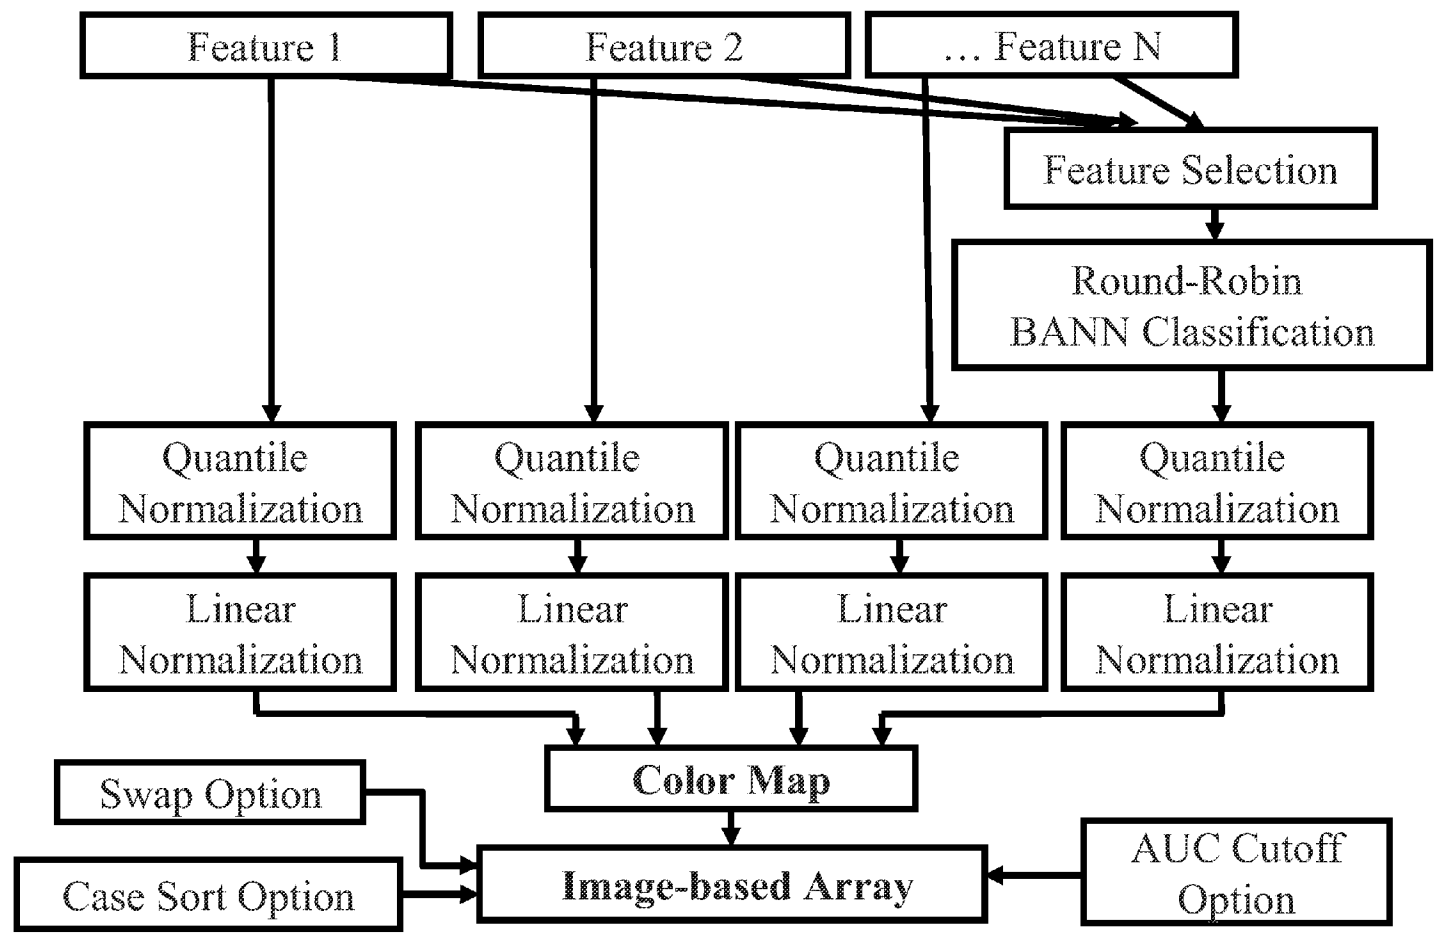 Feature 1
Feature 2
… Feature N
Feature Selection
Round-Robin
BANN Classification
Quantile
Normalization
Quantile
Normalization
Quantile
Normalization
Quantile
Normalization
Linear
Normalization
Linear
Normalization
Linear
Normalization
Linear
Normalization
Color Map
Swap Option
Case Sort Option
Image-based Array
AUC Cutoff
Option